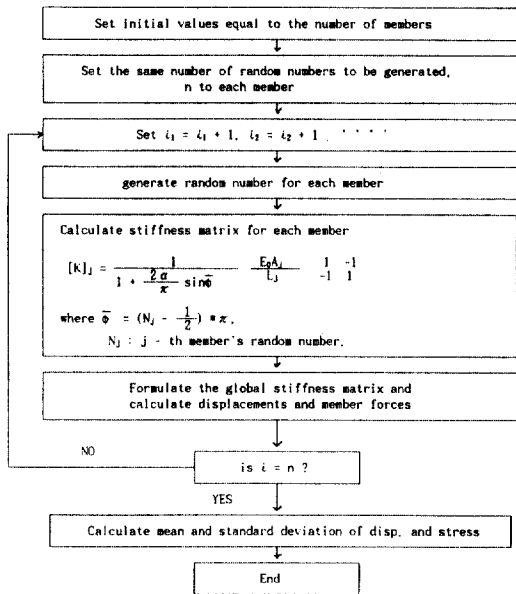 Set initial values equal to the number of members
Set the same number of random numbers to be generated,
n to each member
Set i₁ = i₁ + 1, i₂ = i₂ + 1 , ' ' ' '
generate random number for each member
Calculate stiffness matrix for each member
[K]J = 1 / (1 + 2α/π sinφ̄) E₀AJ / LJ 1 -1
-1 1
where φ̄ = (NJ - 1/2) * π,
NJ : j - th member's random number.
Formulate the global stiffness matrix and
calculate displacements and member forces
NO
is i = n ?
YES
Calculate mean and standard deviation of disp. and stress
End